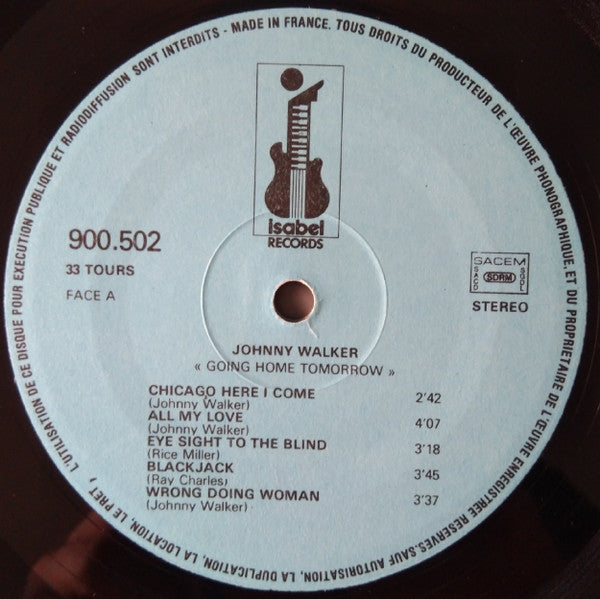 L'UTILISATION DE CE DISQUE POUR EXECUTION PUBLIQUE ET RADIODIFFUSION SONT INTERDITS - MADE IN FRANCE. TOUS DROITS DU PRODUCTEUR DE L'ŒUVRE PHONOGRAPHIQUE.ET DU PROPRIETAIRE DE L'ŒUVRE ENREGISTREE RESERVES.SAUF AUTORISATION, LA DUPLICATION, LA LOCATION, LE PRET,
isabel
RECORDS
900.502
33 TOURS
FACE A
SACEM
SACD SDRM SGDL
STEREO
JOHNNY WALKER
« GOING HOME TOMORROW »
CHICAGO HERE I COME 2'42
(Johnny Walker)
ALL MY LOVE 4'07
(Johnny Walker)
EYE SIGHT TO THE BLIND 3'18
(Rice Miller)
BLACKJACK 3'45
(Ray Charles)
WRONG DOING WOMAN 3'37
(Johnny Walker)